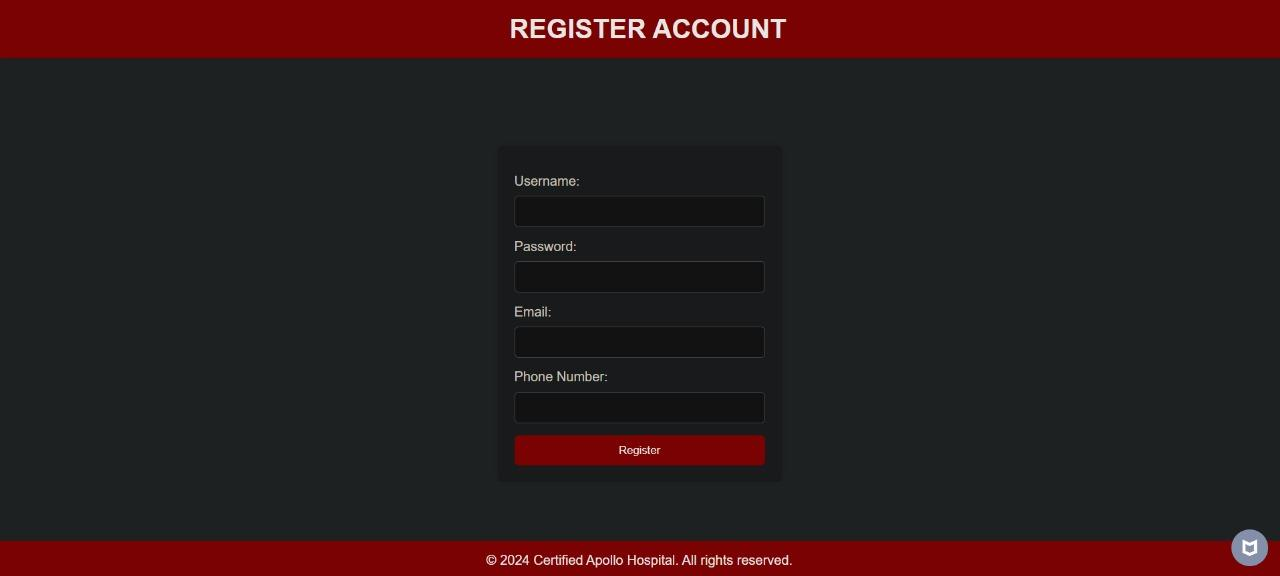 REGISTER ACCOUNT
Username:
Password:
Email:
Phone Number:
Register
© 2024 Certified Apollo Hospital. All rights reserved.